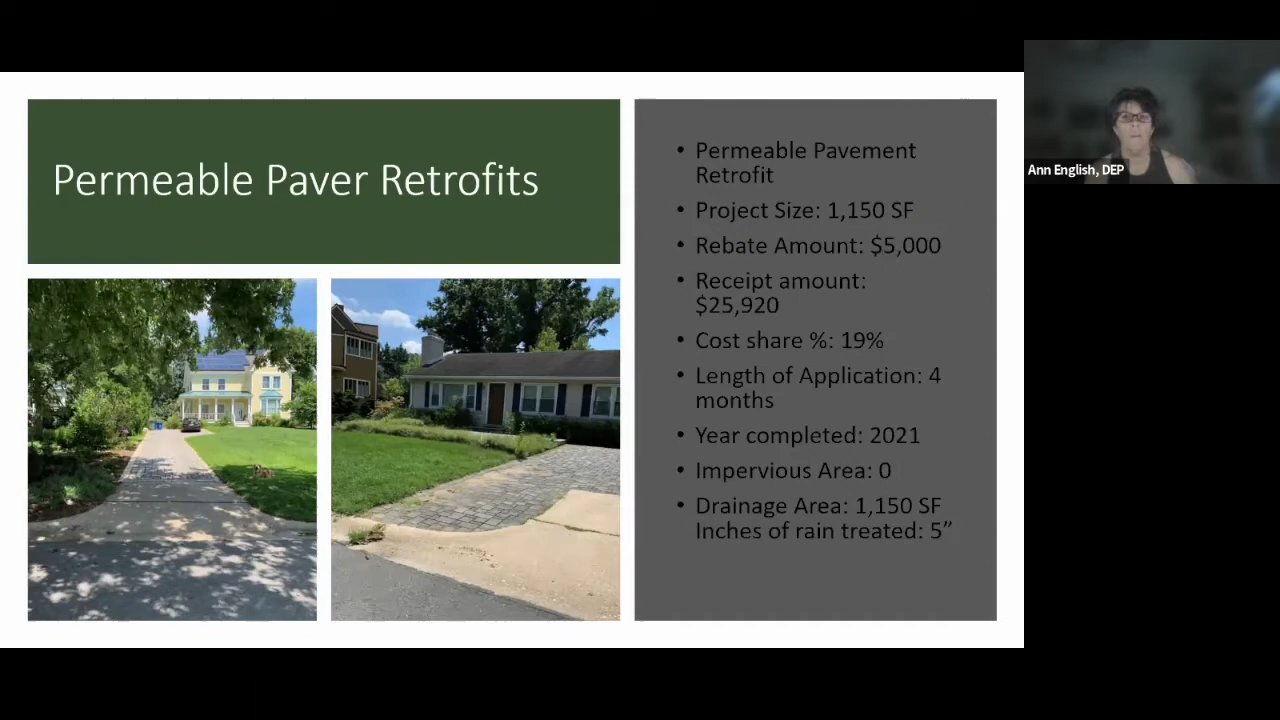 Permeable Paver Retrofits
• Permeable Pavement
Retrofit
• Project Size: 1,150 SF
• Rebate Amount: $5,000
• Receipt amount:
$25,920
• Cost share %: 19%
• Length of Application: 4
months
• Year completed: 2021
• Impervious Area: 0
• Drainage Area: 1,150 SF
Inches of rain treated: 5”
Ann English, DEP